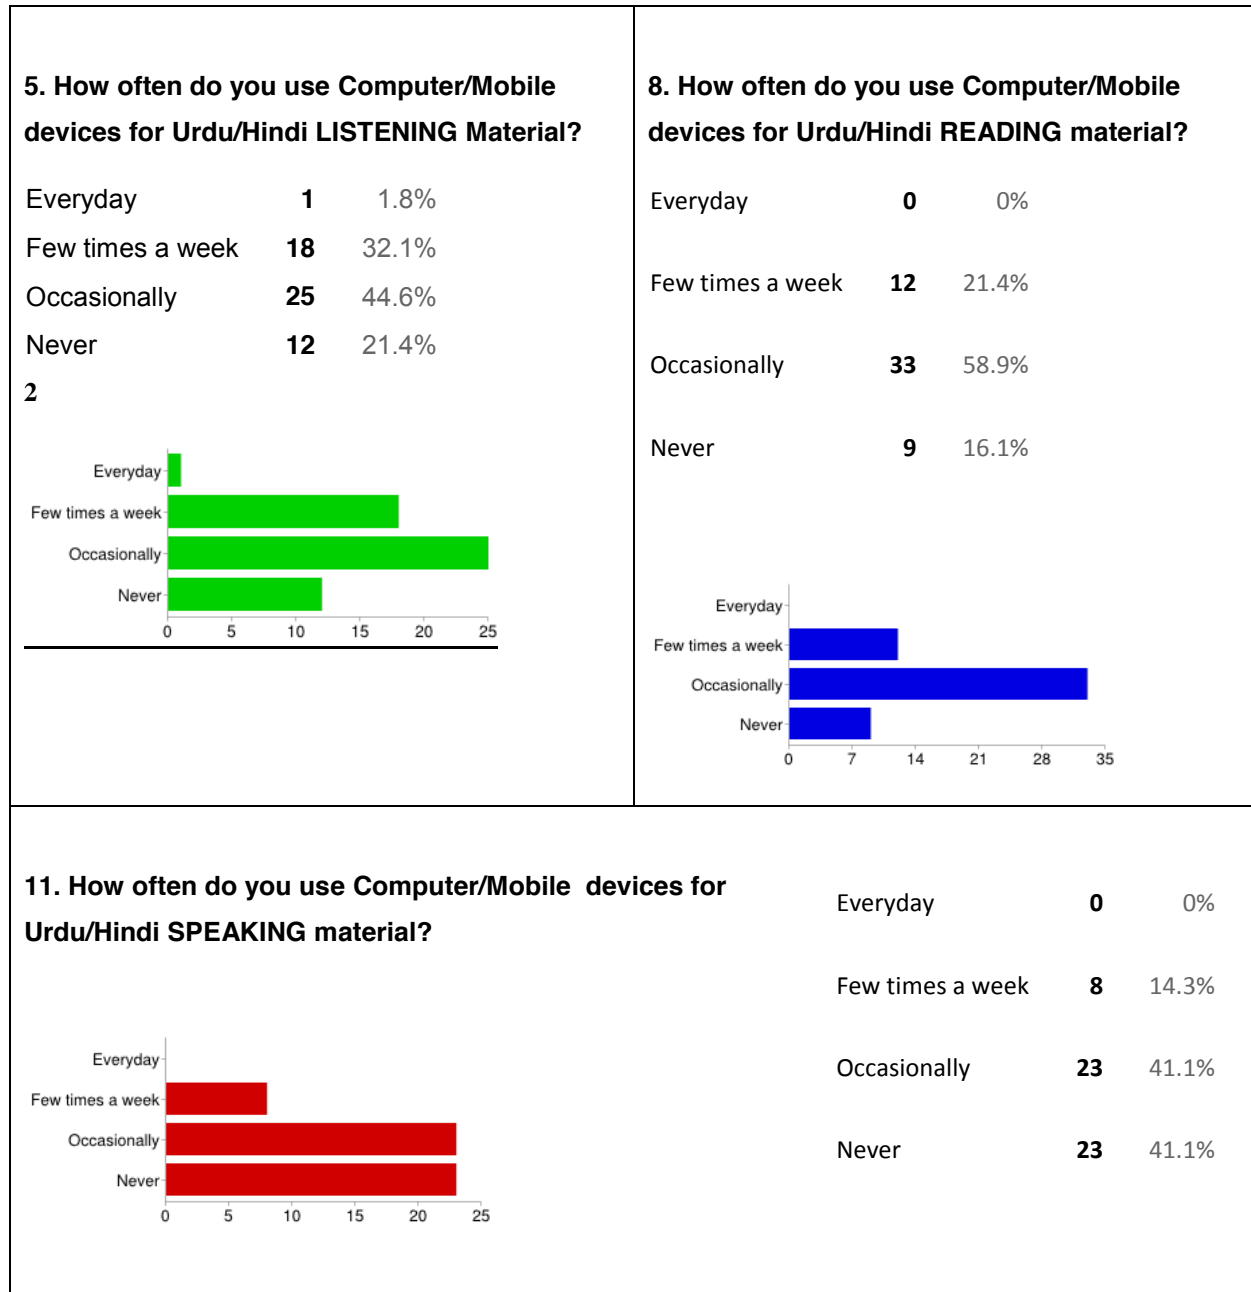 5. How often do you use Computer/Mobile
devices for Urdu/Hindi LISTENING Material?
Everyday 1 1.8%
Few times a week 18 32.1%
Occasionally 25 44.6%
Never 12 21.4%
2
Everyday
Few times a week
Occasionally
Never
0 5 10 15 20 25
8. How often do you use Computer/Mobile
devices for Urdu/Hindi READING material?
Everyday 0 0%
Few times a week 12 21.4%
Occasionally 33 58.9%
Never 9 16.1%
Everyday
Few times a week
Occasionally
Never
0 7 14 21 28 35
11. How often do you use Computer/Mobile devices for
Urdu/Hindi SPEAKING material?
Everyday
Few times a week
Occasionally
Never
0 5 10 15 20 25
Everyday 0 0%
Few times a week 8 14.3%
Occasionally 23 41.1%
Never 23 41.1%